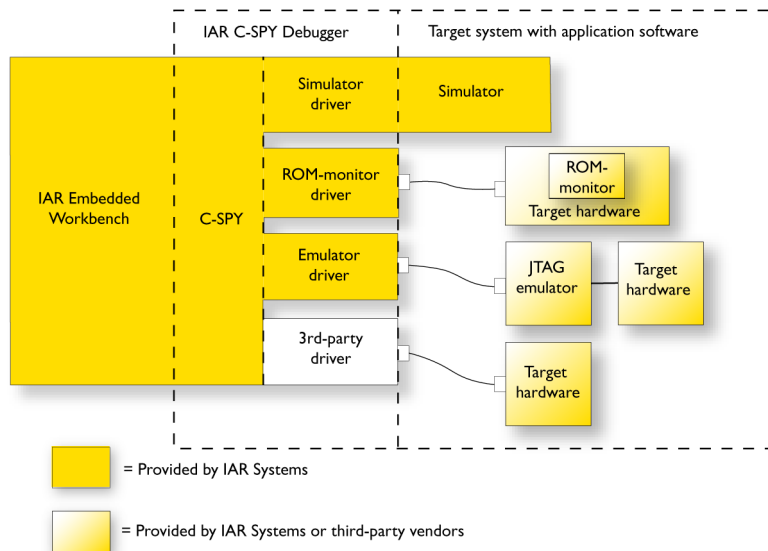 IAR C-SPY Debugger
Target system with application software
Simulator
driver
Simulator
ROM-monitor
driver
ROM-
monitor
Target hardware
IAR Embedded
Workbench
C-SPY
Emulator
driver
JTAG
emulator
Target
hardware
3rd-party
driver
Target
hardware
= Provided by IAR Systems
= Provided by IAR Systems or third-party vendors